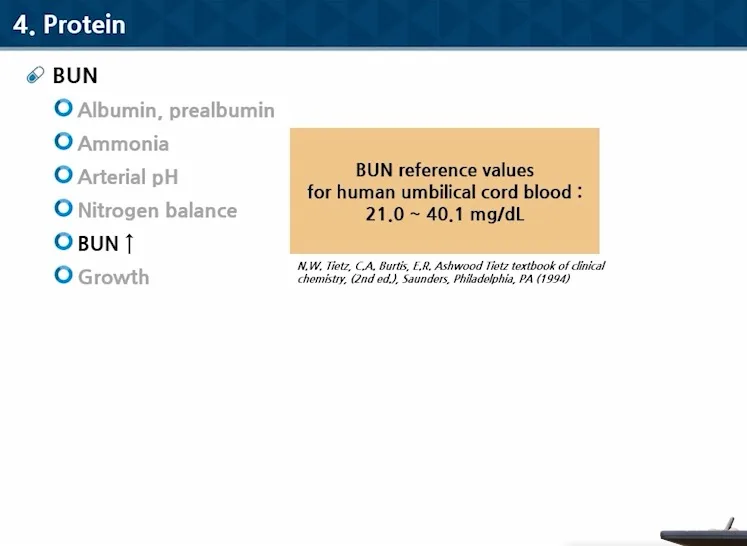 4. Protein
BUN
Albumin, prealbumin
Ammonia
Arterial pH
Nitrogen balance
BUN ↑
Growth
BUN reference values
for human umbilical cord blood :
21.0 ~ 40.1 mg/dL
N.W. Tietz, C.A. Burtis, E.R. Ashwood Tietz textbook of clinical
chemistry, (2nd ed.), Saunders, Philadelphia, PA (1994)